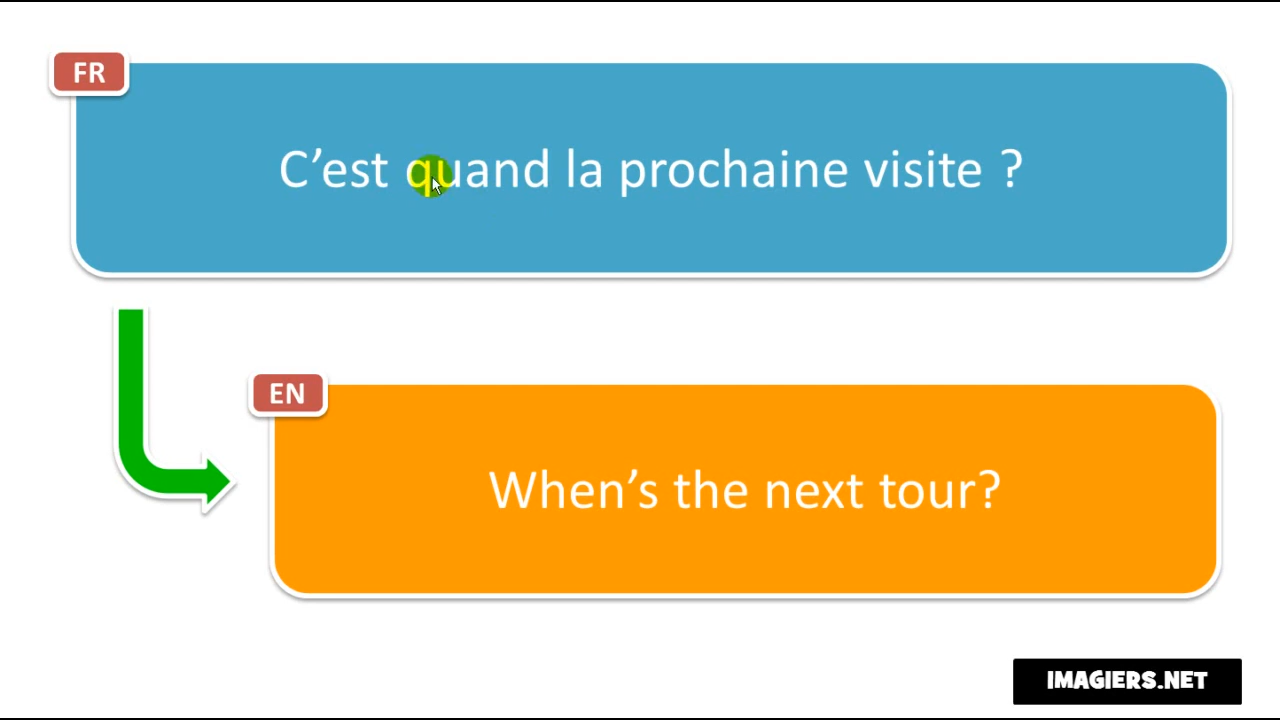 FR
C’est quand la prochaine visite ?
EN
When’s the next tour?
IMAGIERS.NET